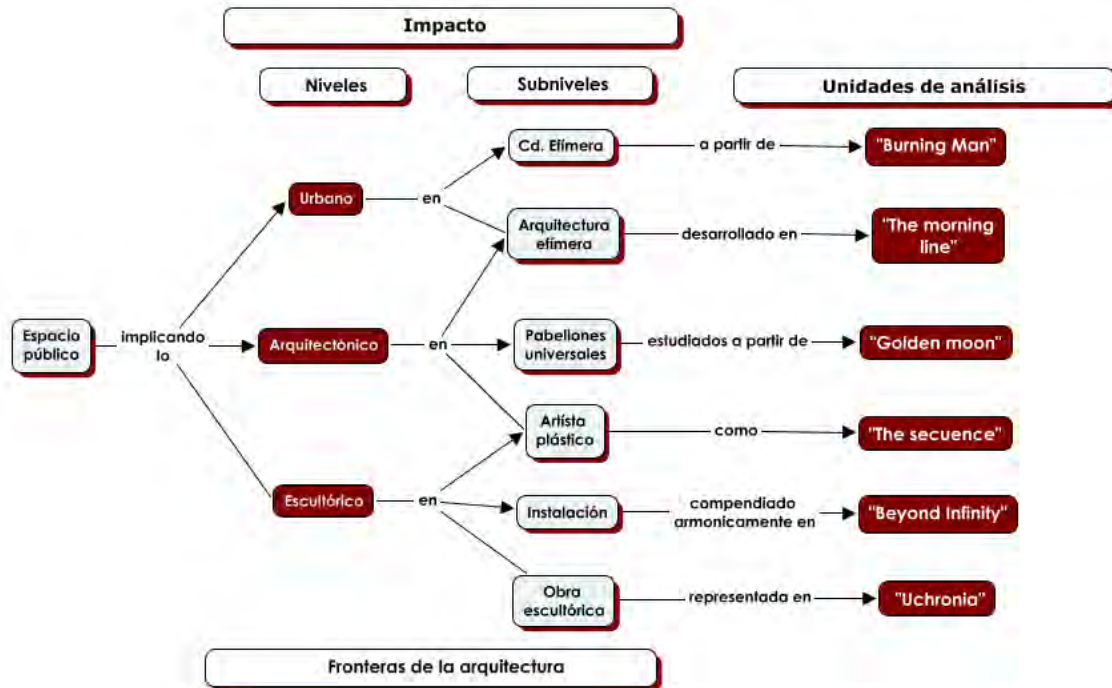 Impacto
Niveles
Subniveles
Unidades de análisis
Cd. Efímera
a partir de
"Burning Man"
Urbano
en
Arquitectura
efímera
desarrollado en
"The morning
line"
Espacio
público
implicando
lo
Arquitectónico
en
Pabellones
universales
estudiados a partir de
"Golden moon"
Artísta
plástico
como
"The secuence"
Escultórico
en
Instalación
compendiado
armonicamente en
"Beyond Infinity"
Obra
escultórica
representada en
"Uchronia"
Fronteras de la arquitectura